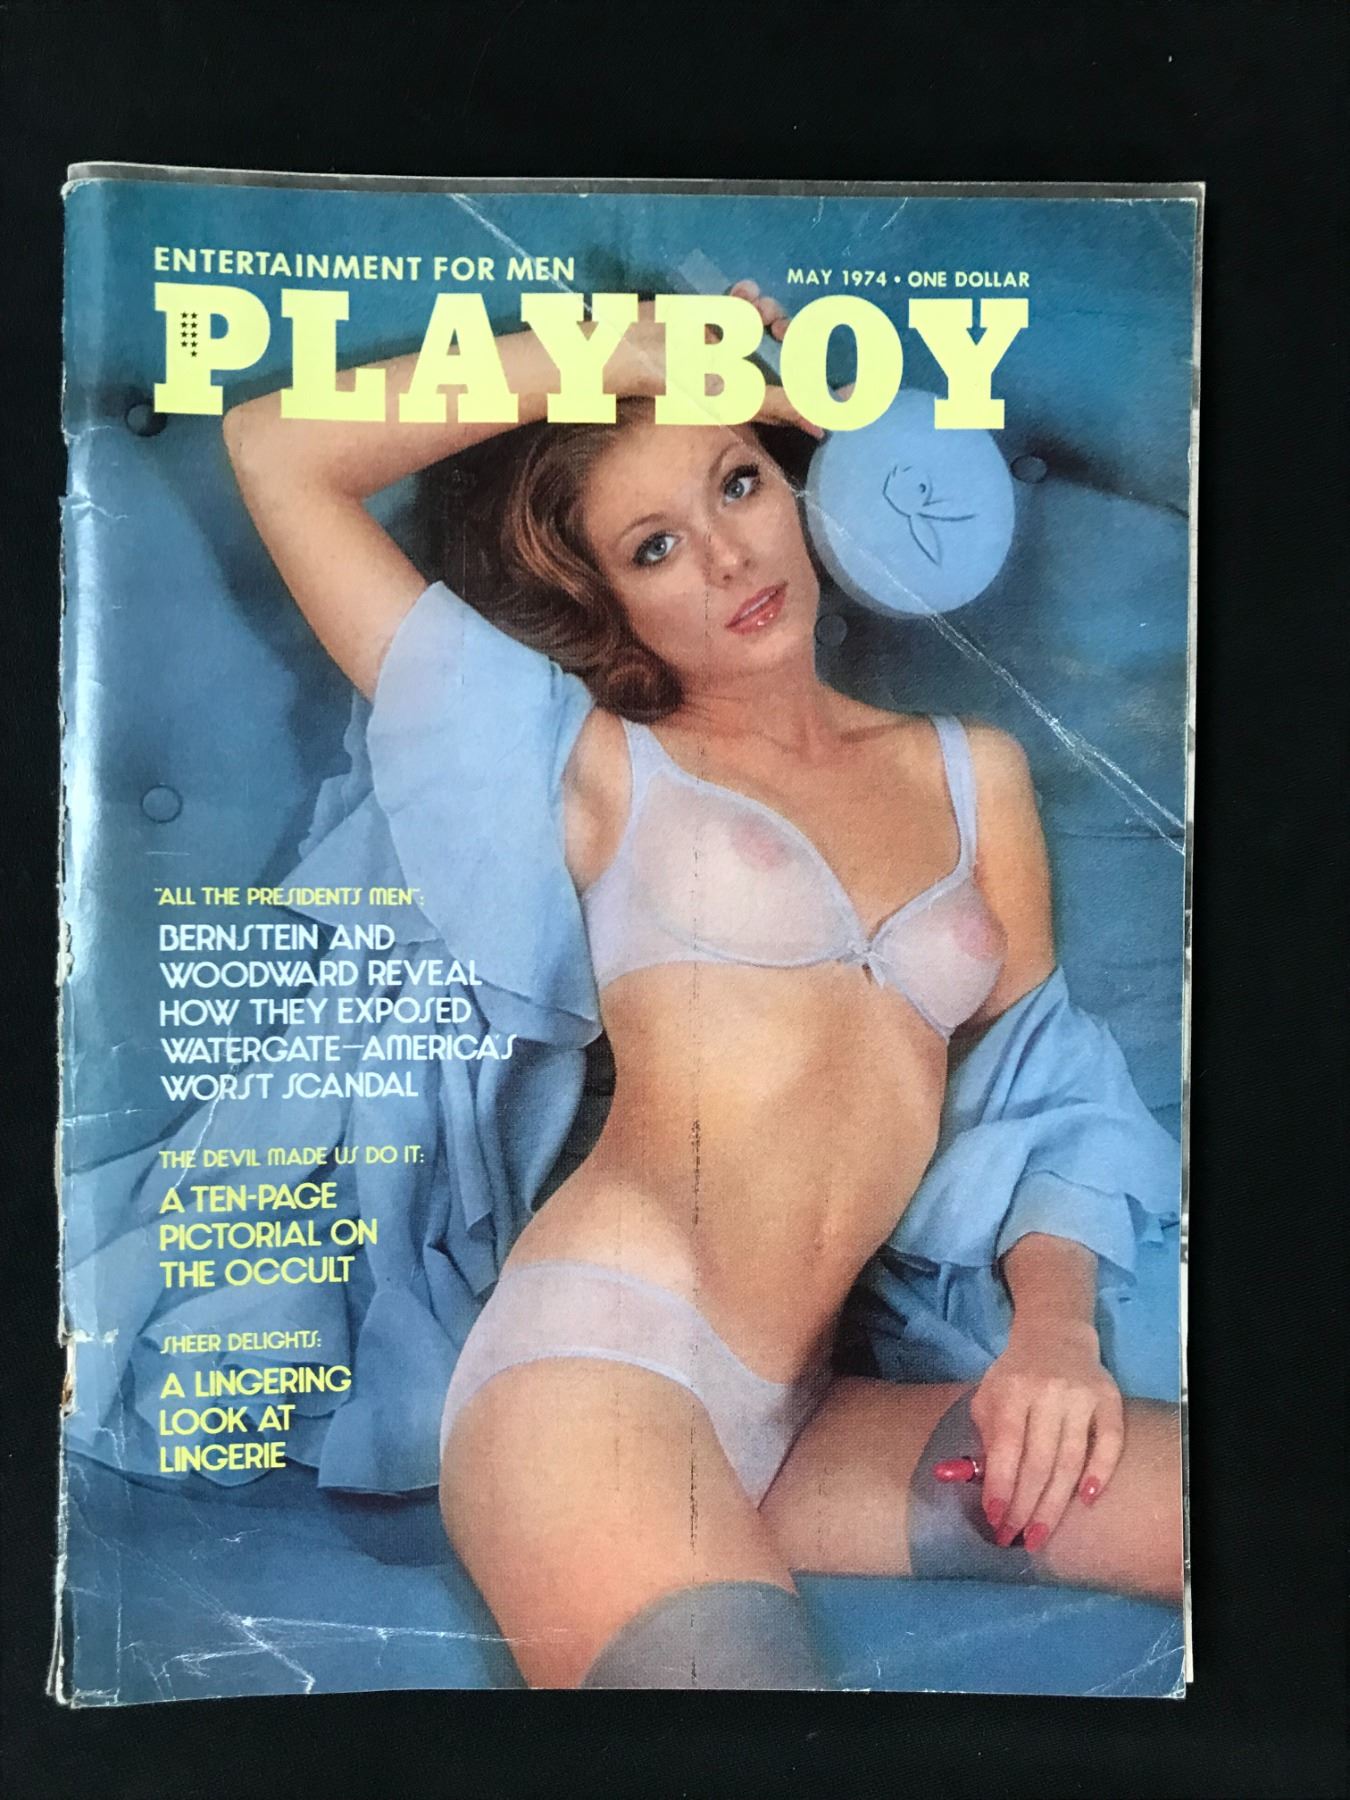 ENTERTAINMENT FOR MEN
MAY 1974 • ONE DOLLAR
PLAYBOY
"ALL THE PRESIDENT'S MEN":
BERNSTEIN AND
WOODWARD REVEAL
HOW THEY EXPOSED
WATERGATE—AMERICA'S
WORST SCANDAL
THE DEVIL MADE US DO IT:
A TEN-PAGE
PICTORIAL ON
THE OCCULT
SHEER DELIGHTS:
A LINGERING
LOOK AT
LINGERIE